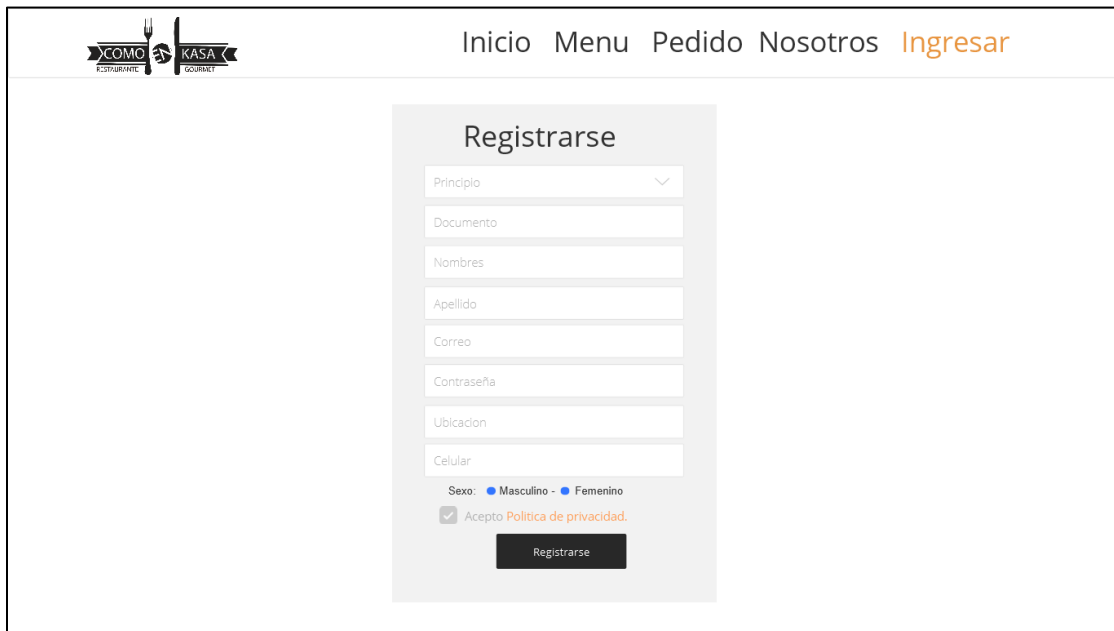 COMO EN KASA
RESTAURANTE GOURMET
Inicio Menu Pedido Nosotros Ingresar
Registrarse
Principio
Documento
Nombres
Apellido
Correo
Contraseña
Ubicacion
Celular
Sexo: Masculino - Femenino
Acepto Politica de privacidad.
Registrarse